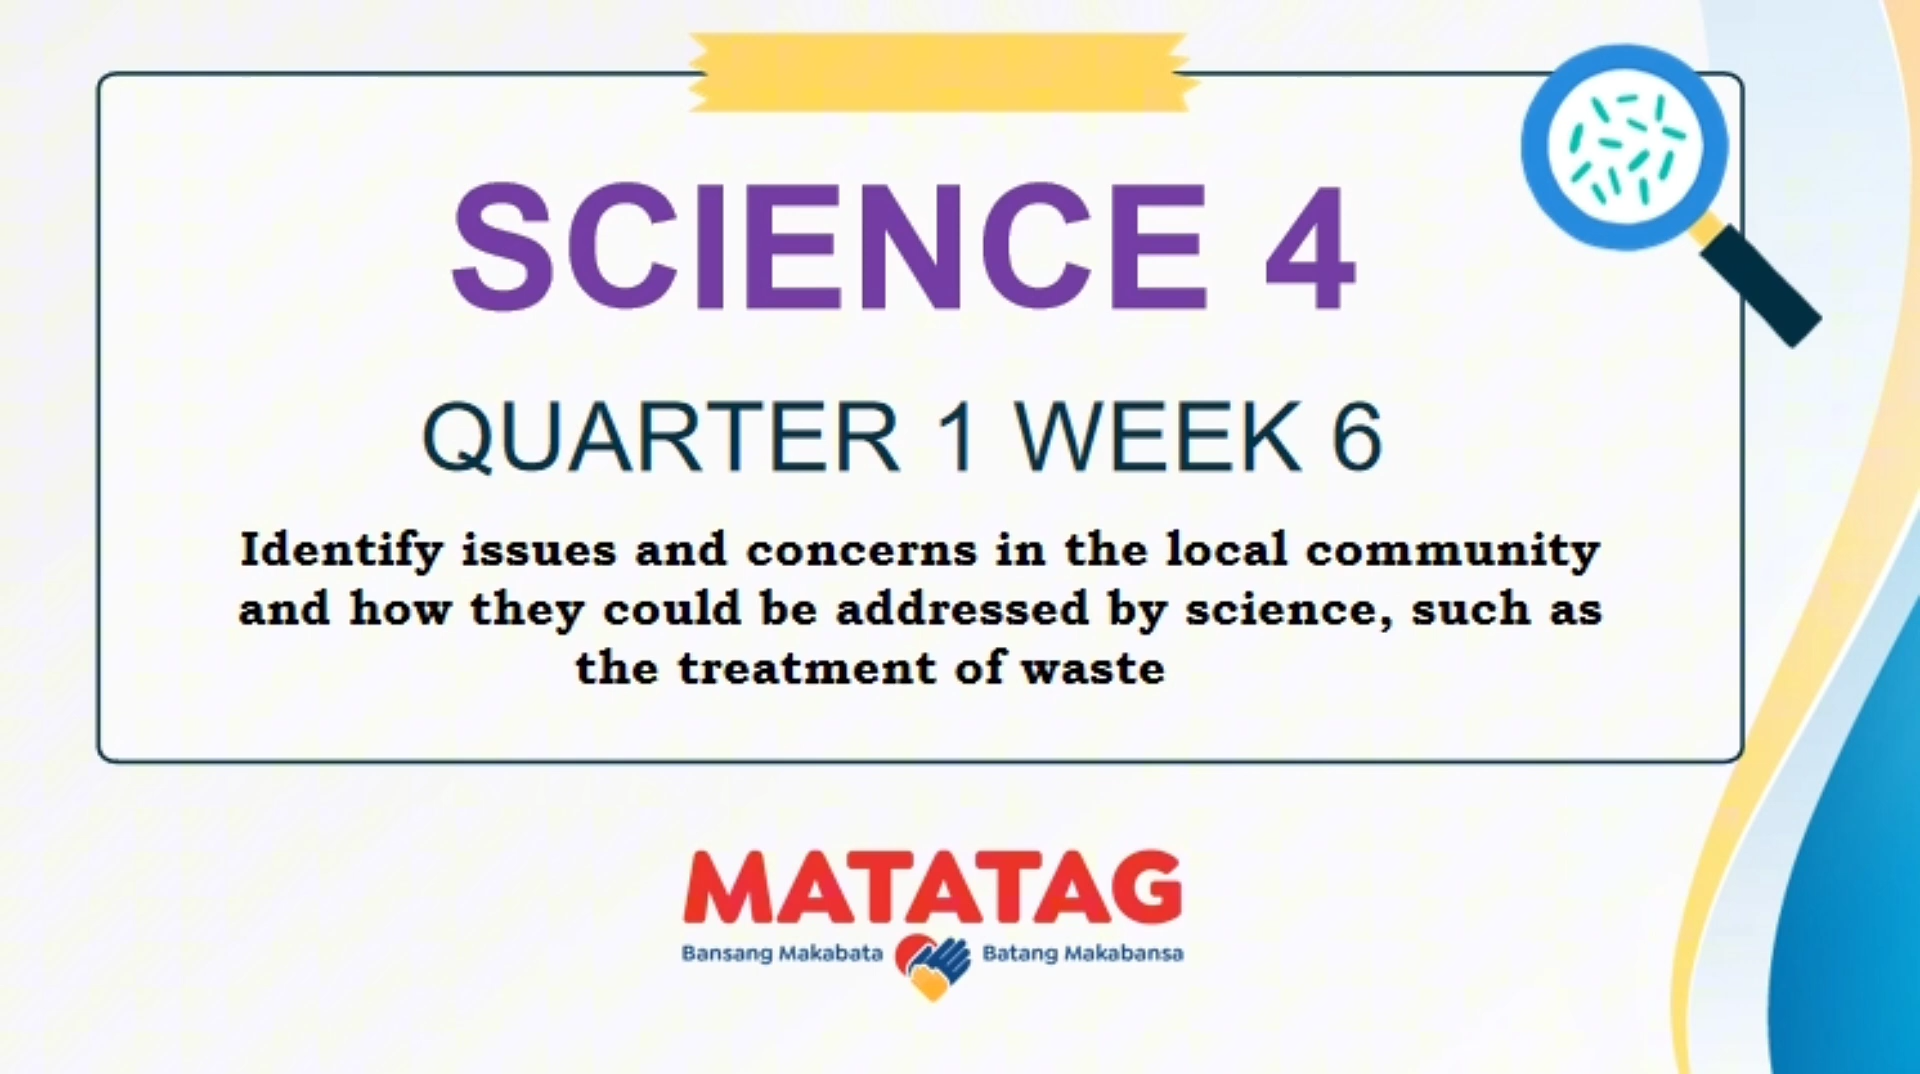 SCIENCE 4
QUARTER 1 WEEK 6
Identify issues and concerns in the local community
and how they could be addressed by science, such as
the treatment of waste
MATATAG
Bansang Makabata Batang Makabansa